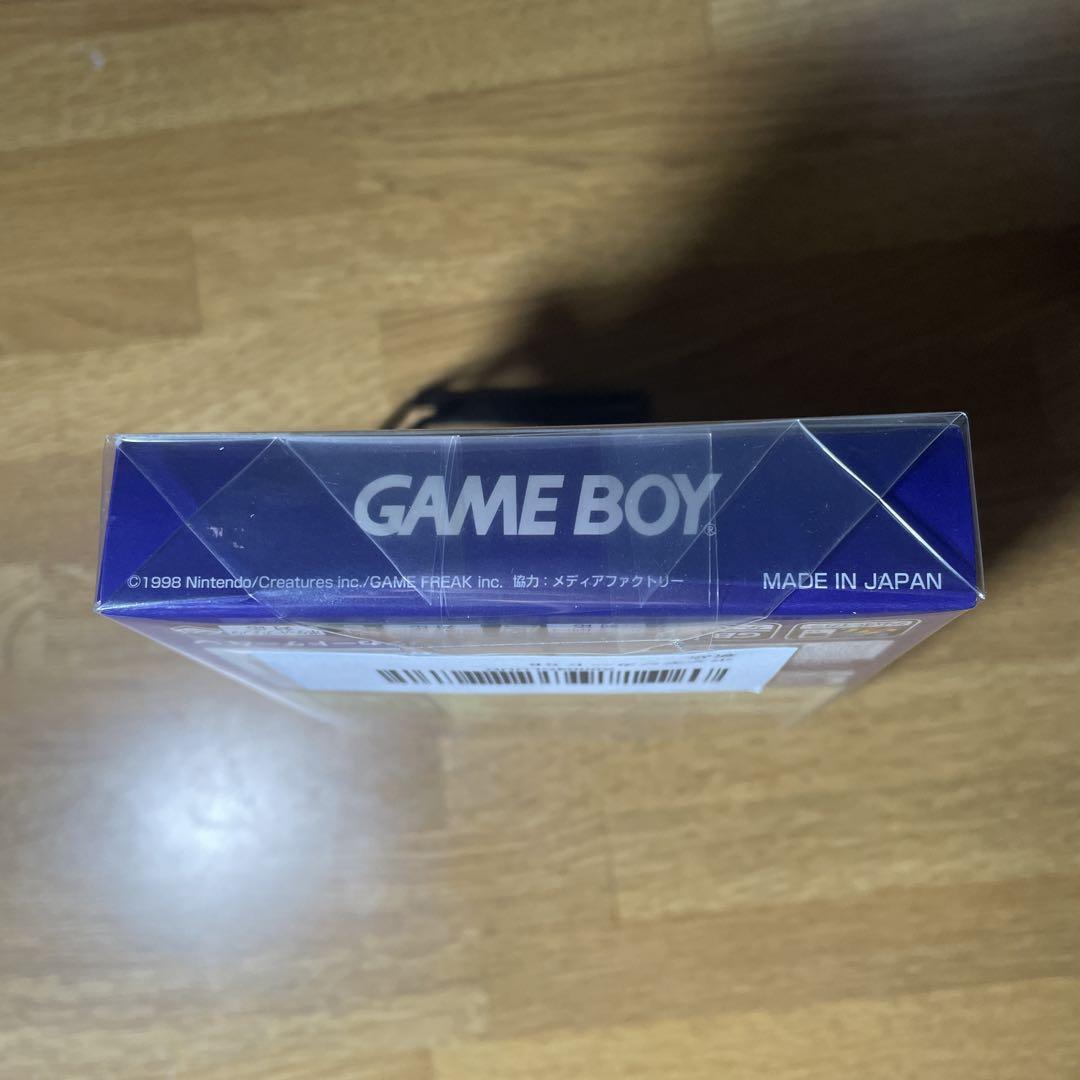 GAME BOY®
©1998 Nintendo/Creatures inc./GAME FREAK inc. 協力：メディアファクトリー
MADE IN JAPAN